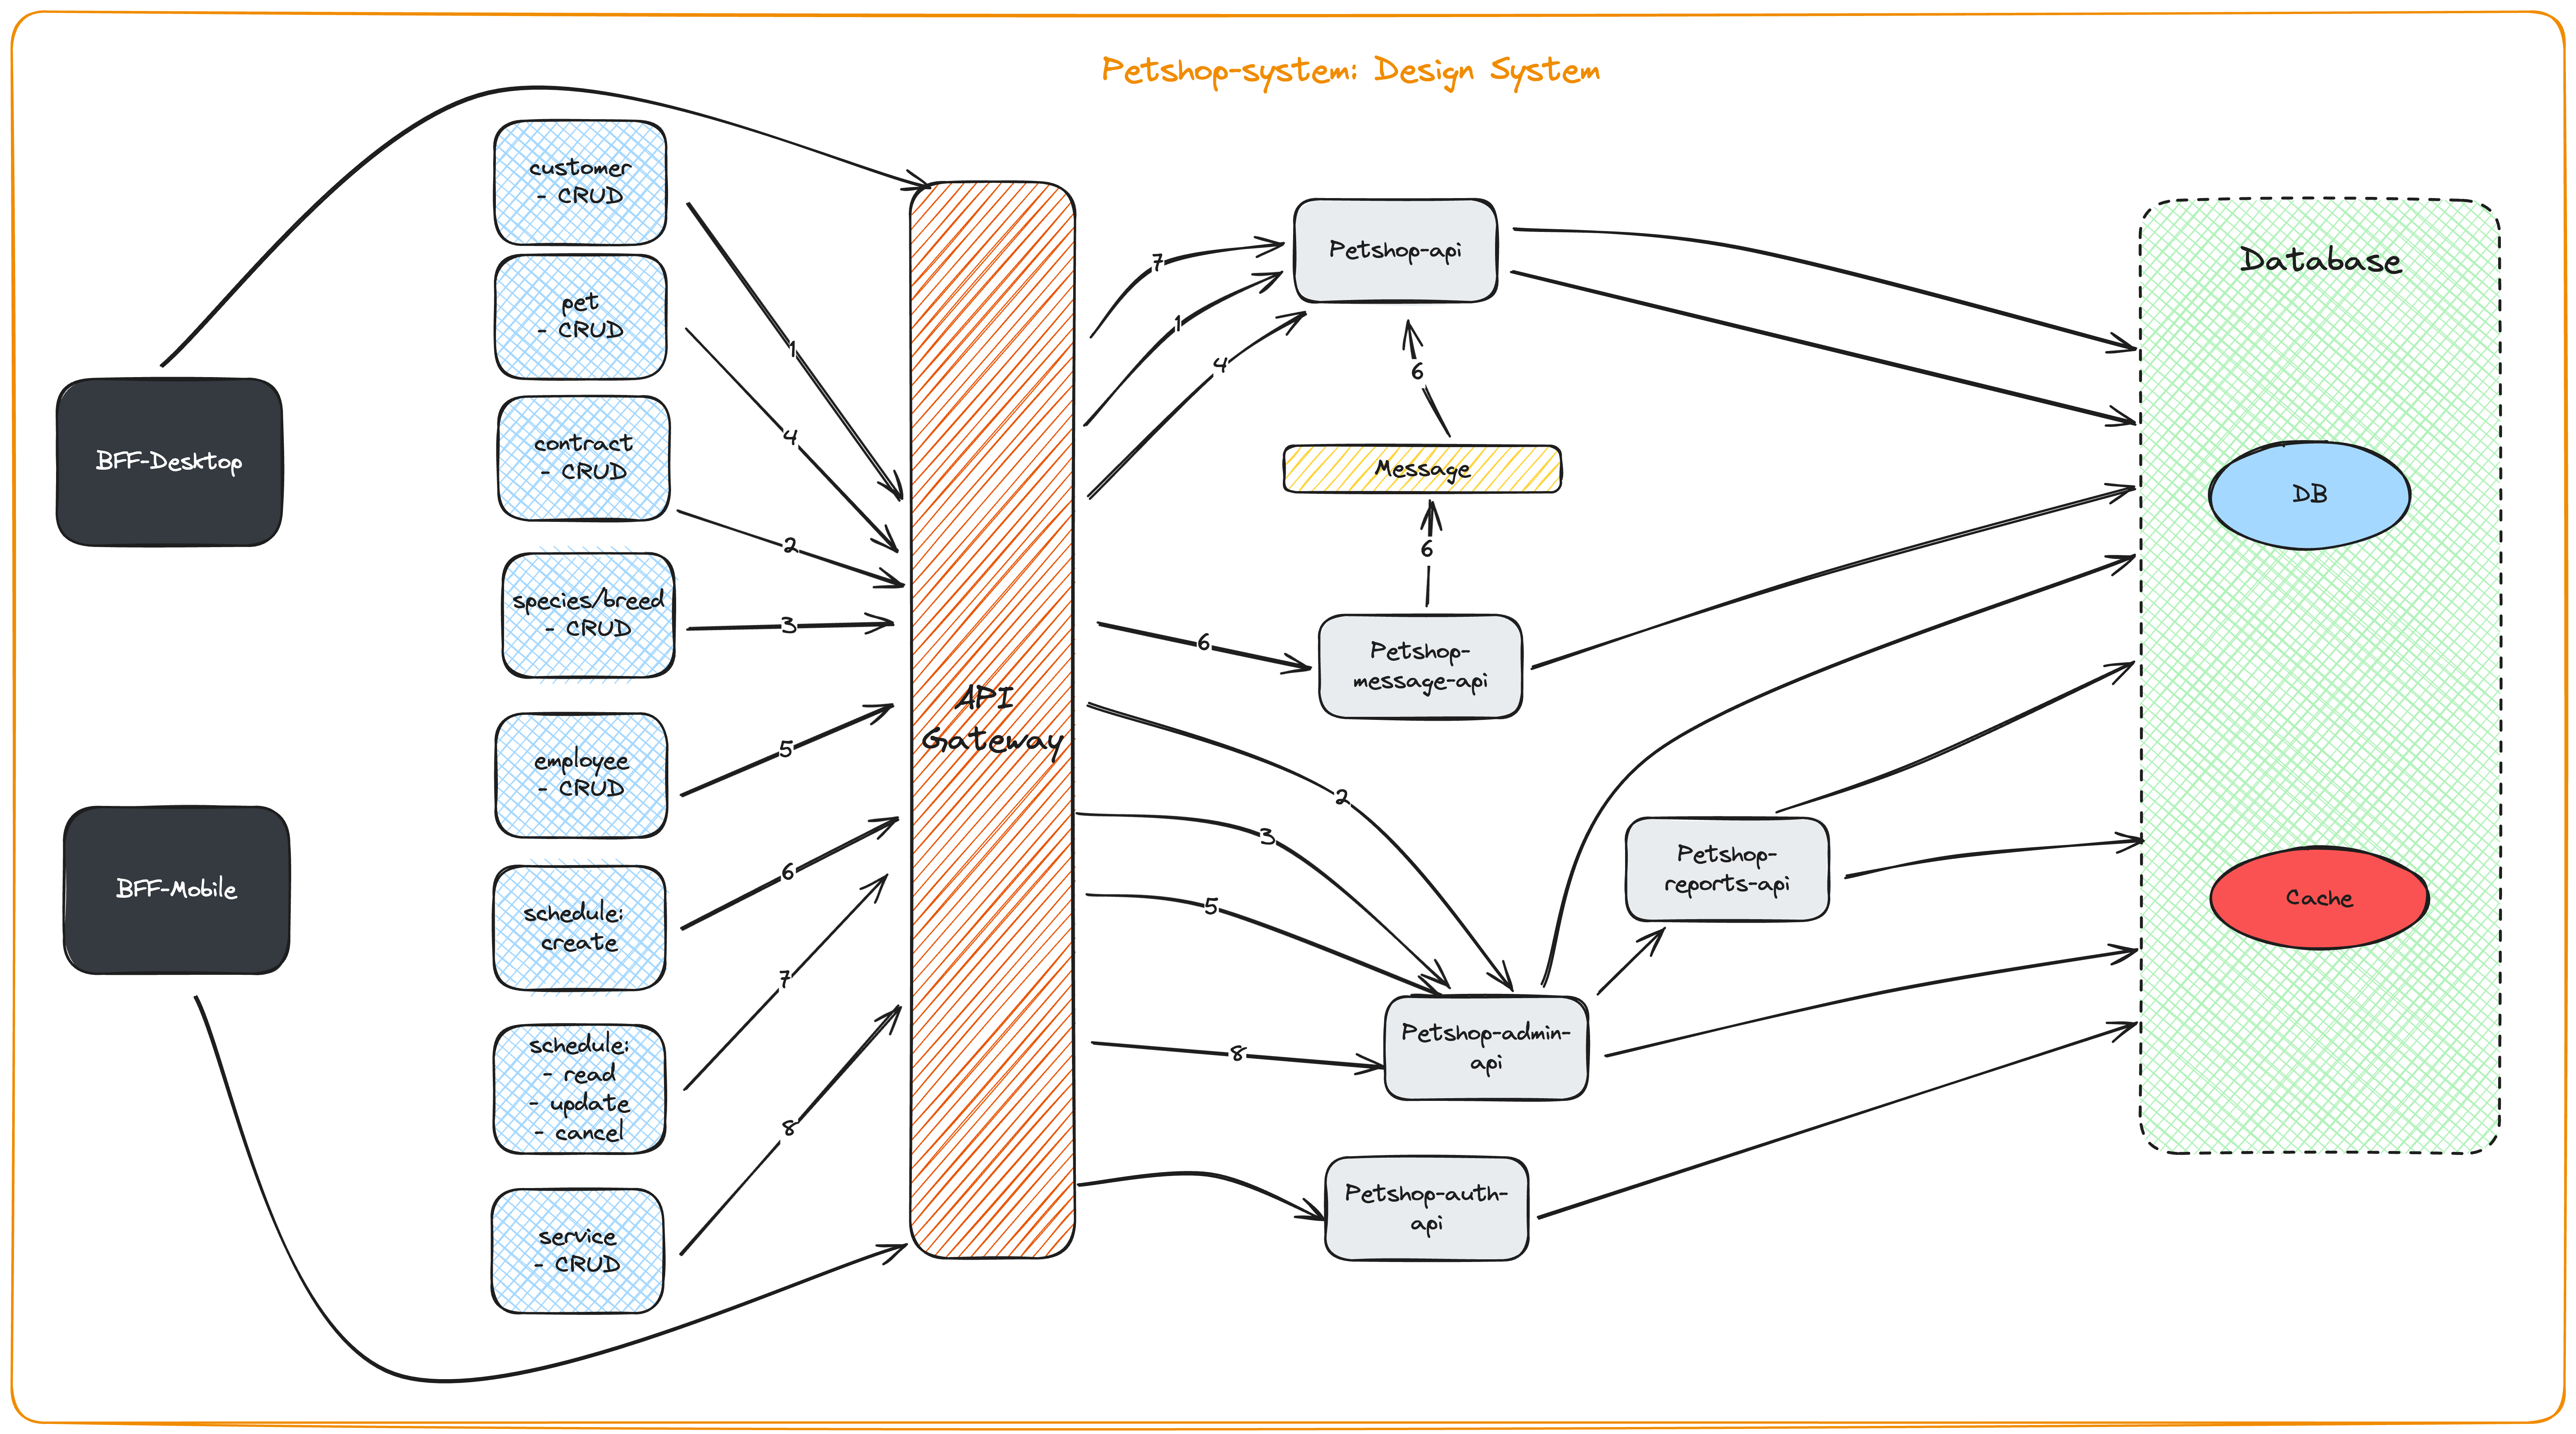 Petshop-system: Design System
BFF-Desktop
BFF-Mobile
customer
- CRUD
pet
- CRUD
contract
- CRUD
species/breed
- CRUD
employee
- CRUD
schedule:
create
schedule:
- read
- update
- cancel
service
- CRUD
1
4
2
3
5
6
7
8
API
Gateway
7
1
4
6
2
3
5
8
Petshop-api
6
Message
6
Petshop-
message-api
Petshop-
reports-api
Petshop-admin-
api
Petshop-auth-
api
Database
DB
Cache